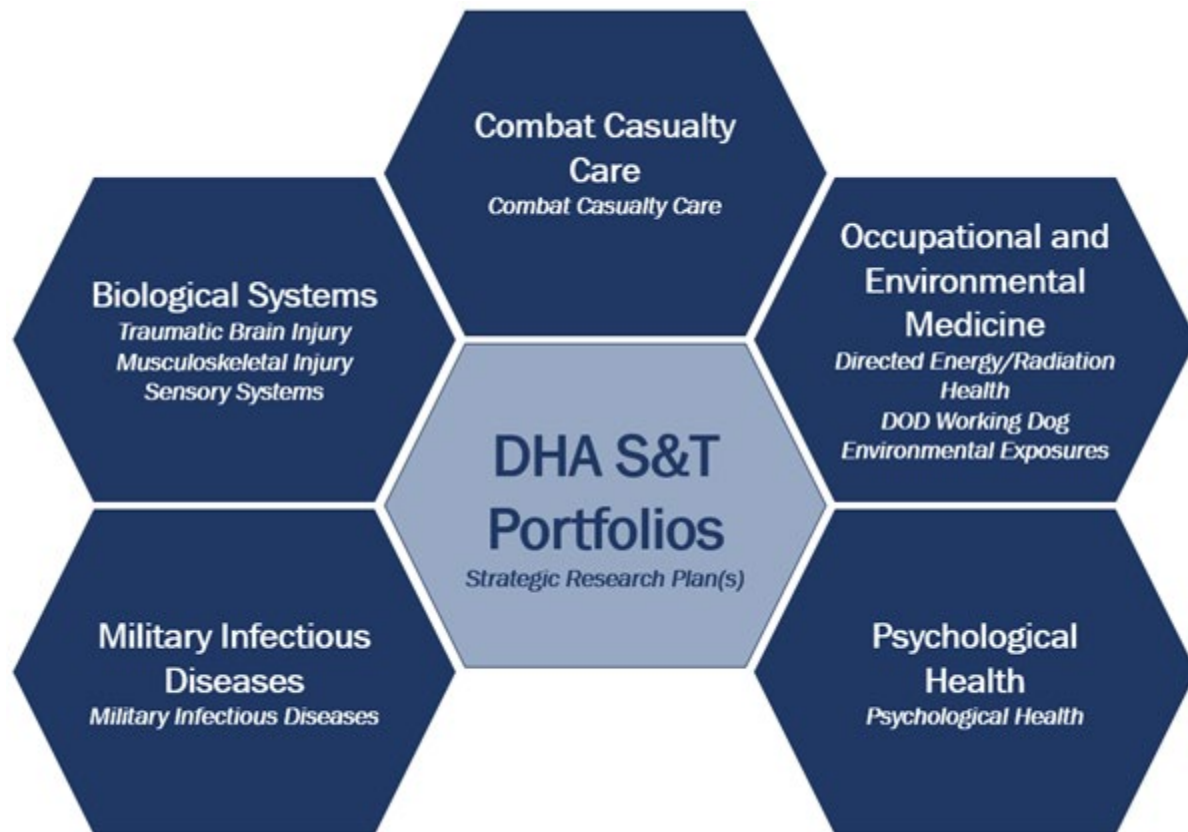 Combat Casualty
Care
Combat Casualty Care
Biological Systems
Traumatic Brain Injury
Musculoskeletal Injury
Sensory Systems
Occupational and
Environmental
Medicine
Directed Energy/Radiation
Health
DOD Working Dog
Environmental Exposures
DHA S&T
Portfolios
Strategic Research Plan(s)
Military Infectious
Diseases
Military Infectious Diseases
Psychological
Health
Psychological Health